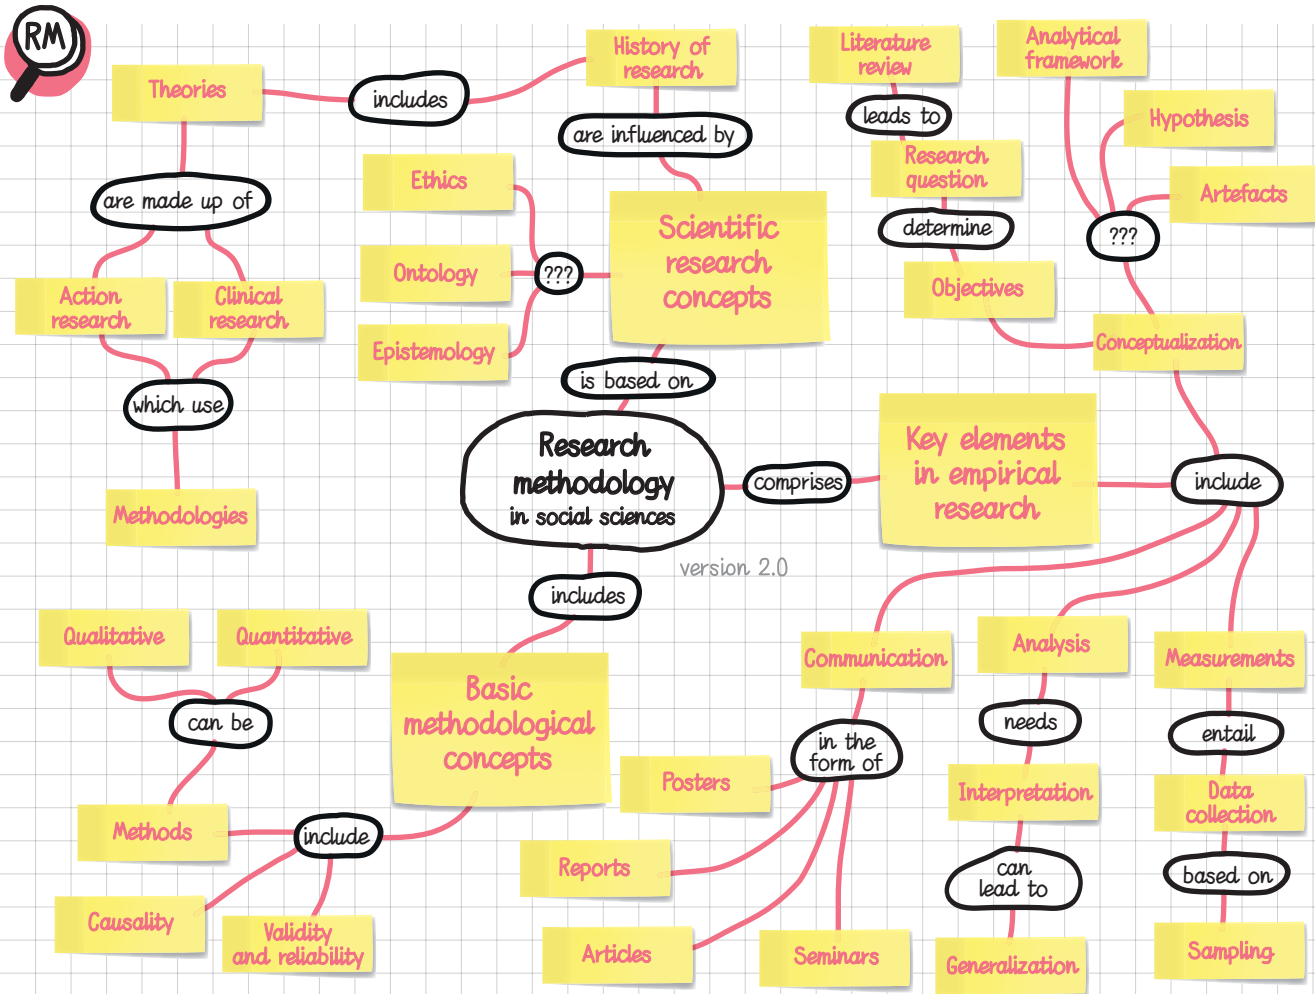 RM
Theories
includes
History of
research
Literature
review
Analytical
framework
leads to
Hypothesis
are influenced by
Research
question
Ethics
are made up of
Artefacts
Scientific
research
concepts
determine
???
Ontology
???
Objectives
Action
research
Clinical
research
Epistemology
Conceptualization
is based on
which use
Research
methodology
in social sciences
comprises
Key elements
in empirical
research
include
Methodologies
version 2.0
includes
Qualitative
Quantitative
Communication
Analysis
Measurements
Basic
methodological
concepts
can be
in the
form of
needs
entail
Posters
Interpretation
Data
collection
Methods
include
Reports
can
lead to
based on
Causality
Validity
and reliability
Articles
Seminars
Generalization
Sampling